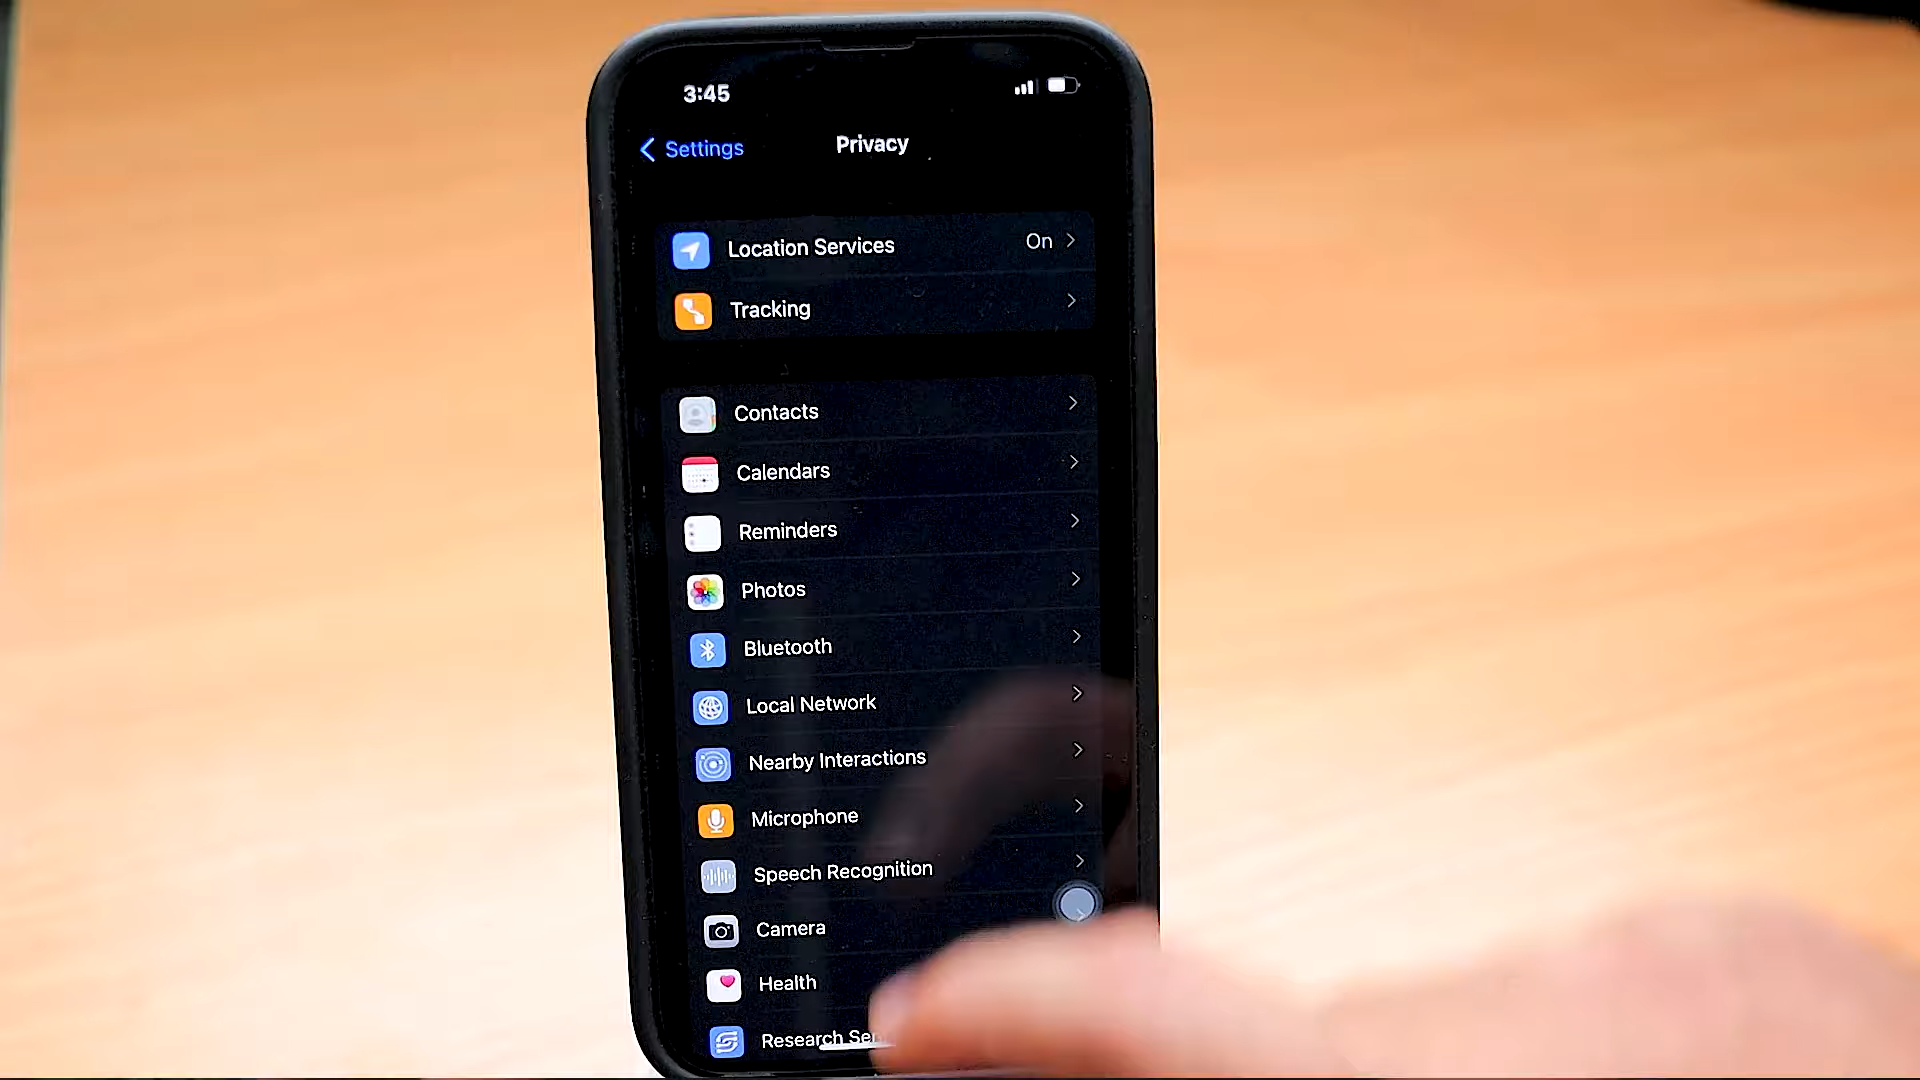 3:45
Settings
Privacy
Location Services
On
Tracking
Contacts
Calendars
Reminders
Photos
Bluetooth
Local Network
Nearby Interactions
Microphone
Speech Recognition
Camera
Health
Research